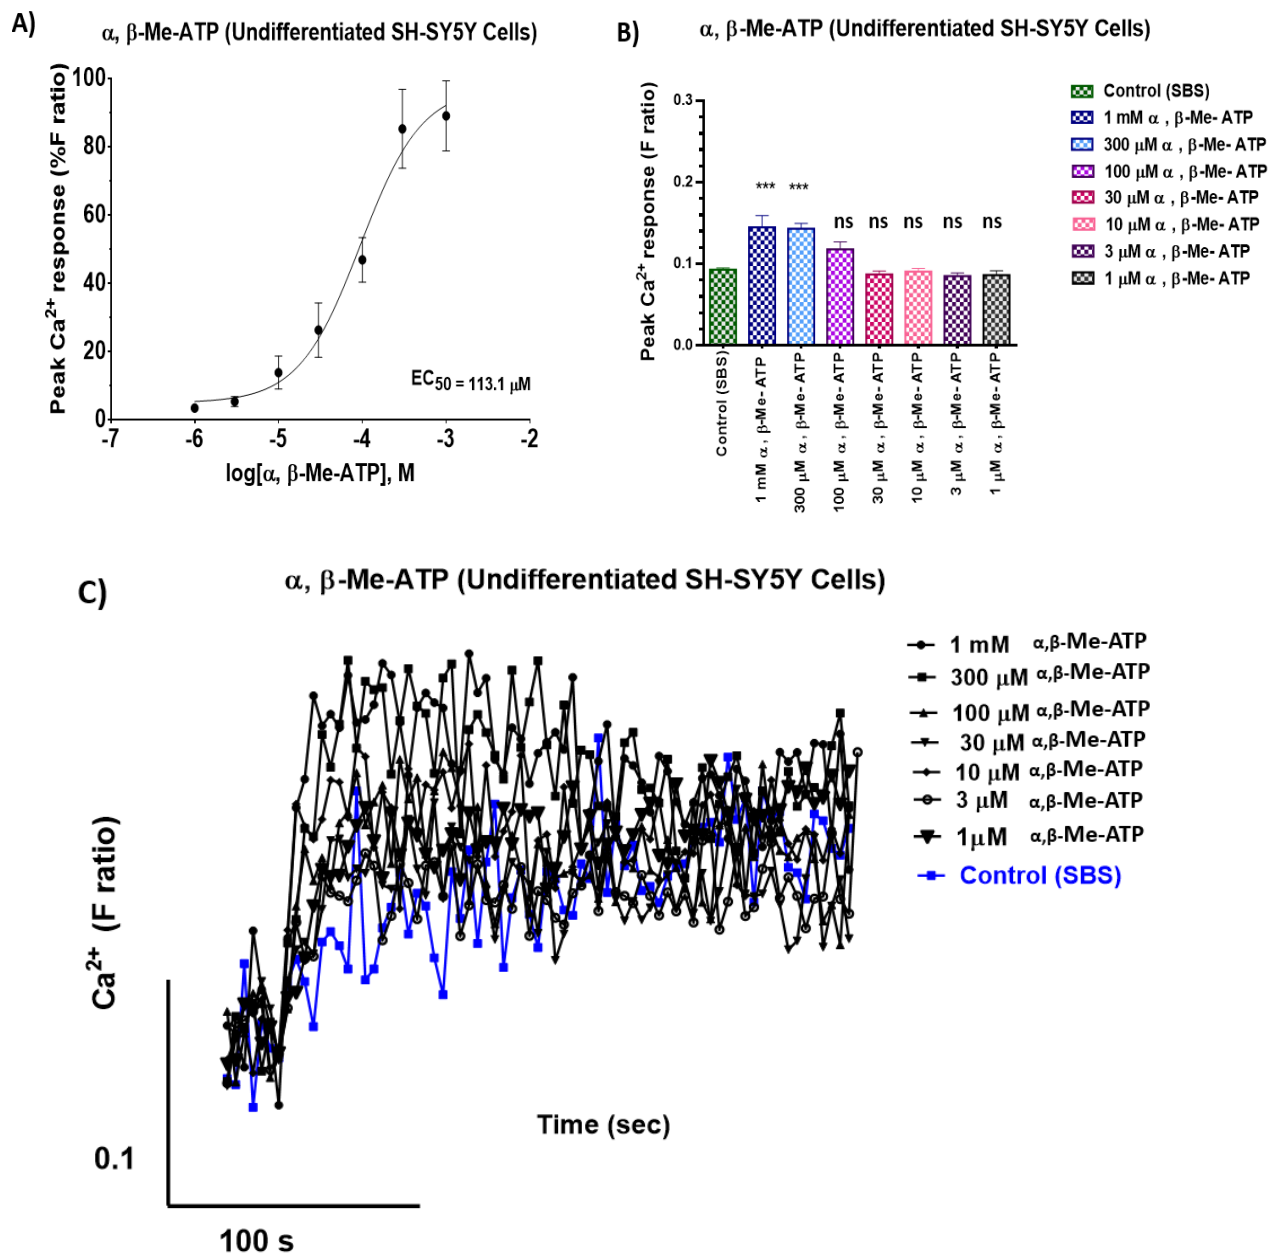 A)
α, β-Me-ATP (Undifferentiated SH-SY5Y Cells)
Peak Ca²⁺ response (%F ratio)
100
80
60
40
20
0
-7 -6 -5 -4 -3 -2
EC₅₀ = 113.1 µM
log[α, β-Me-ATP], M
B)
α, β-Me-ATP (Undifferentiated SH-SY5Y Cells)
Peak Ca²⁺ response (F ratio)
0.3
0.2
0.1
0.0
*** *** ns ns ns ns ns
Control (SBS)
1 mM α , β-Me- ATP
300 µM α , β-Me- ATP
100 µM α , β-Me- ATP
30 µM α , β-Me- ATP
10 µM α , β-Me- ATP
3 µM α , β-Me- ATP
1 µM α , β-Me- ATP
Control (SBS)
1 mM α , β-Me- ATP
300 µM α , β-Me- ATP
100 µM α , β-Me- ATP
30 µM α , β-Me- ATP
10 µM α , β-Me- ATP
3 µM α , β-Me- ATP
1 µM α , β-Me- ATP
C)
α, β-Me-ATP (Undifferentiated SH-SY5Y Cells)
Ca²⁺ (F ratio)
0.1
100 s
Time (sec)
1 mM α,β-Me-ATP
300 µM α,β-Me-ATP
100 µM α,β-Me-ATP
30 µM α,β-Me-ATP
10 µM α,β-Me-ATP
3 µM α,β-Me-ATP
1µM α,β-Me-ATP
Control (SBS)